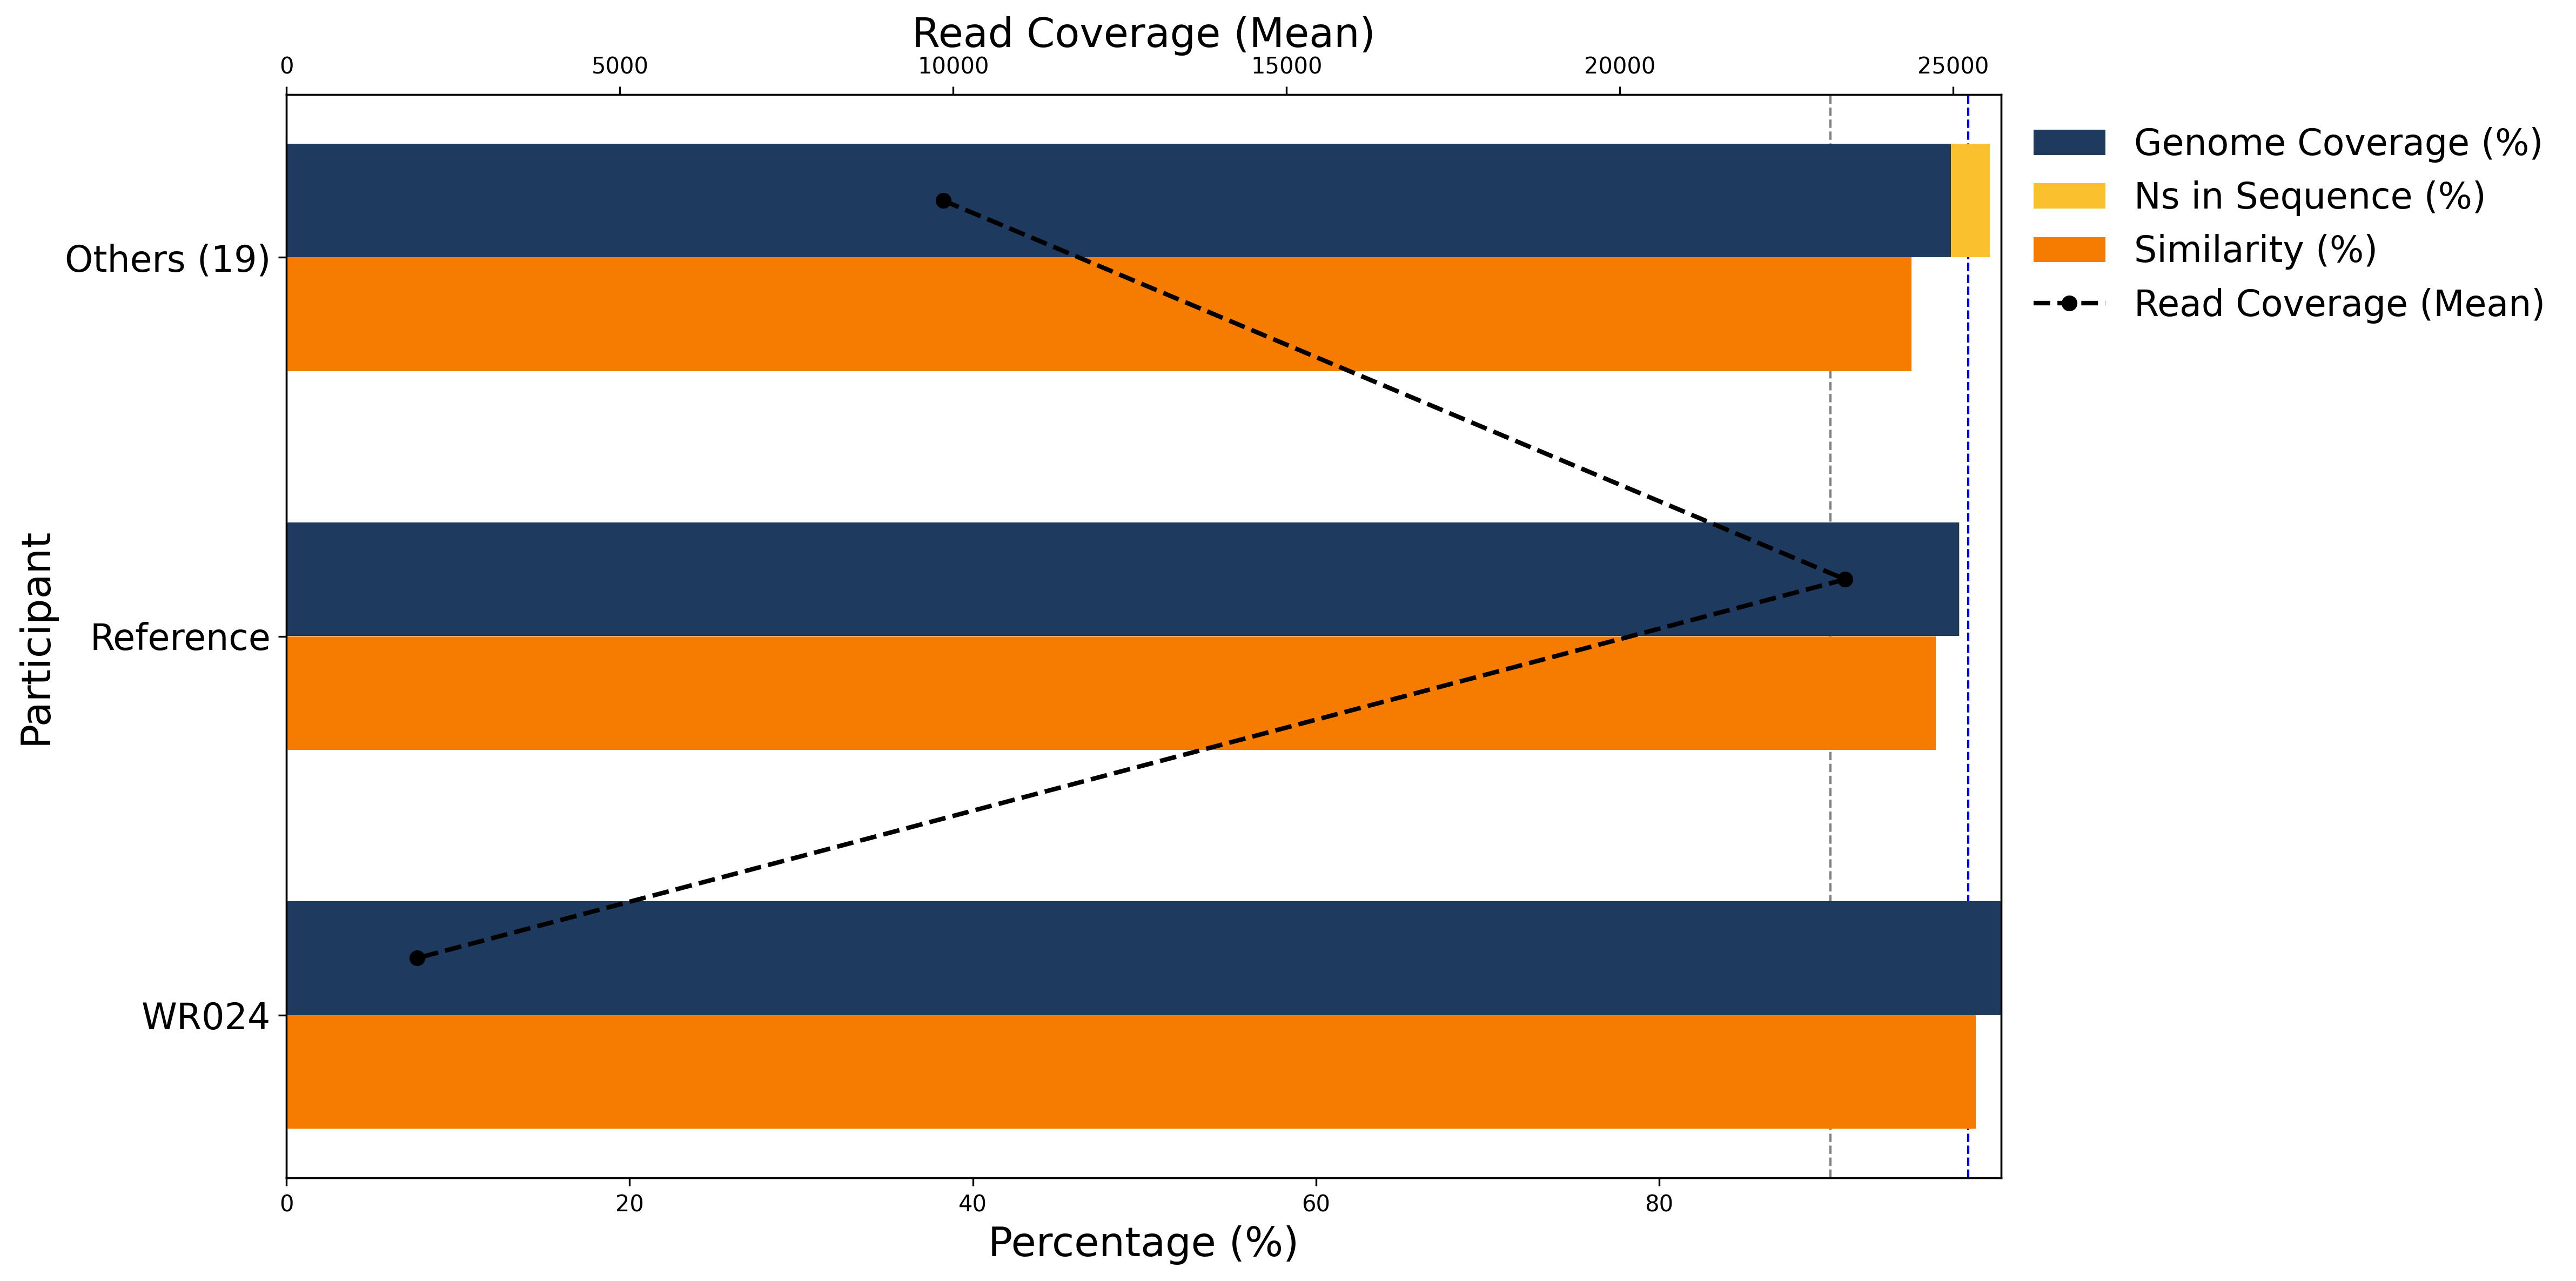 Read Coverage (Mean)
0 5000 10000 15000 20000 25000
Genome Coverage (%)
Ns in Sequence (%)
Similarity (%)
Read Coverage (Mean)
Participant
Others (19)
Reference
WR024
0 20 40 60 80
Percentage (%)